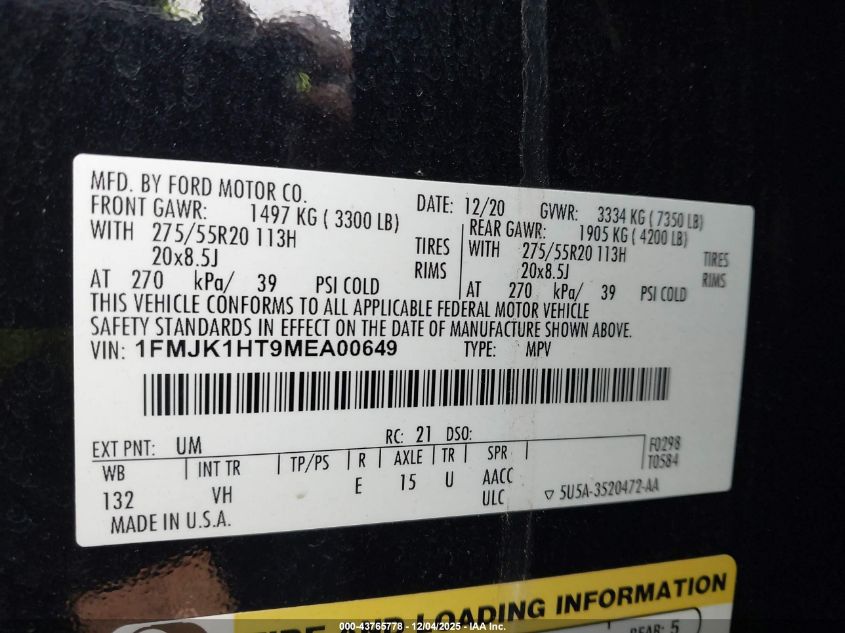 MFD. BY FORD MOTOR CO.
DATE: 12/20 GVWR: 3334 KG ( 7350 LB)
FRONT GAWR: 1497 KG ( 3300 LB)
WITH 275/55R20 113H TIRES
20x8.5J RIMS
AT 270 kPa/ 39 PSI COLD
REAR GAWR: 1905 KG ( 4200 LB)
WITH 275/55R20 113H TIRES
20x8.5J RIMS
AT 270 kPa/ 39 PSI COLD
THIS VEHICLE CONFORMS TO ALL APPLICABLE FEDERAL MOTOR VEHICLE
SAFETY STANDARDS IN EFFECT ON THE DATE OF MANUFACTURE SHOWN ABOVE.
VIN: 1FMJK1HT9MEA00649 TYPE: MPV
EXT PNT: UM RC: 21 DSO: F0298
WB INT TR TP/PS R AXLE TR SPR T0584
132 VH E 15 U AACC
ULC ▽ 5U5A-3520472-AA
MADE IN U.S.A.
TIRE AND LOADING INFORMATION
REAR: 5
000-43765778 - 12/04/2025 - IAA Inc.